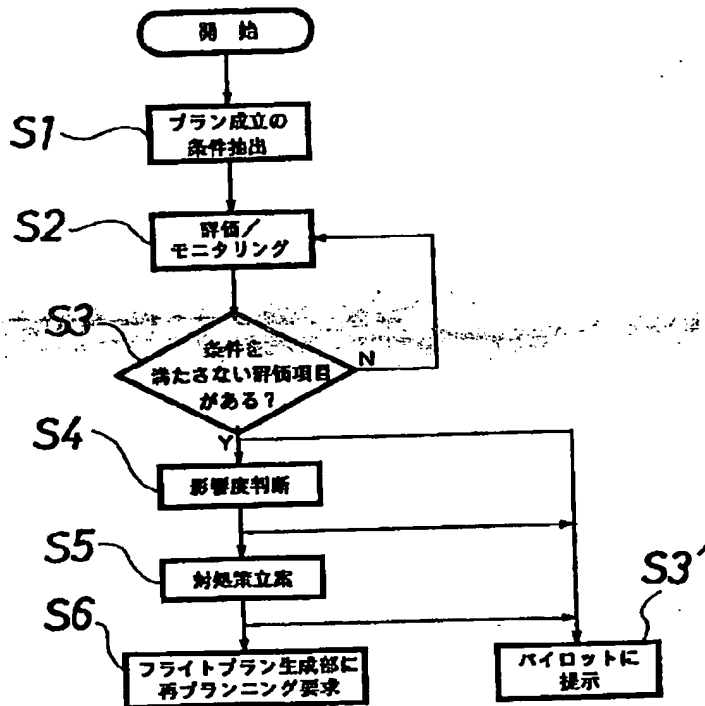 開始
S1
プラン成立の
条件抽出
S2
評価／
モニタリング
S3
条件を
満たさない評価項目
がある？
N
Y
S4
影響度判断
S5
対処策立案
S6
フライトプラン生成部に
再プランニング要求
S3'
パイロットに
提示